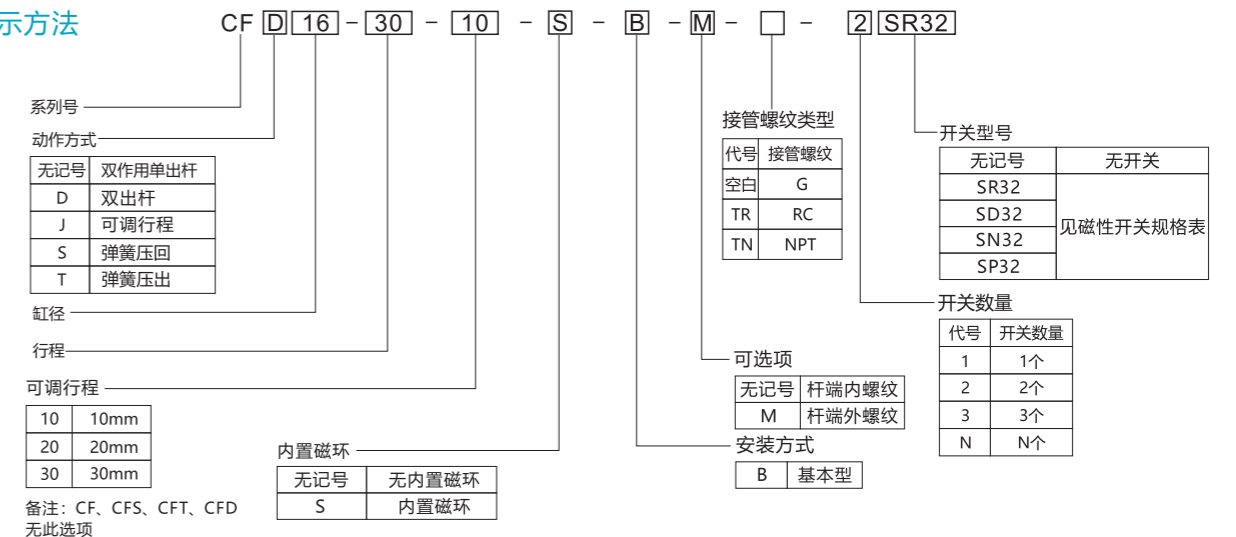 示方法
CF D 16 - 30 - 10 - S - B - M - □ - 2 SR32
系列号
动作方式
无记号 双作用单出杆
D 双出杆
J 可调行程
S 弹簧压回
T 弹簧压出
缸径
行程
可调行程
10 10mm
20 20mm
30 30mm
备注：CF、CFS、CFT、CFD
无此选项
内置磁环
无记号 无内置磁环
S 内置磁环
接管螺纹类型
代号 接管螺纹
空白 G
TR RC
TN NPT
可选项
无记号 杆端内螺纹
M 杆端外螺纹
安装方式
B 基本型
开关型号
无记号 无开关
SR32
SD32
SN32
SP32
见磁性开关规格表
开关数量
代号 开关数量
1 1个
2 2个
3 3个
N N个